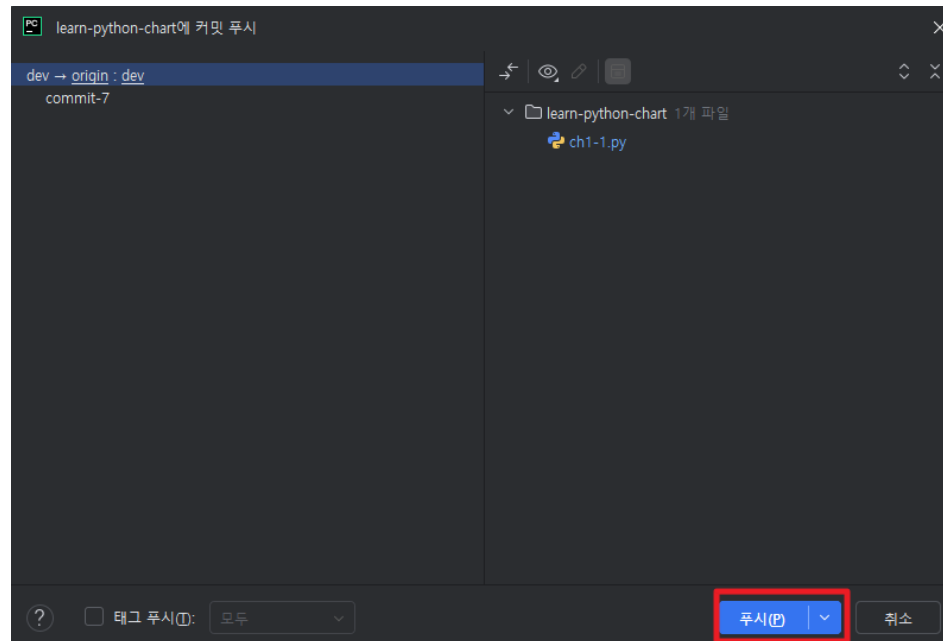 PC learn-python-chart에 커밋 푸시
dev → origin : dev
commit-7
learn-python-chart 1개 파일
ch1-1.py
? 태그 푸시(T): 모두
푸시(P)
취소